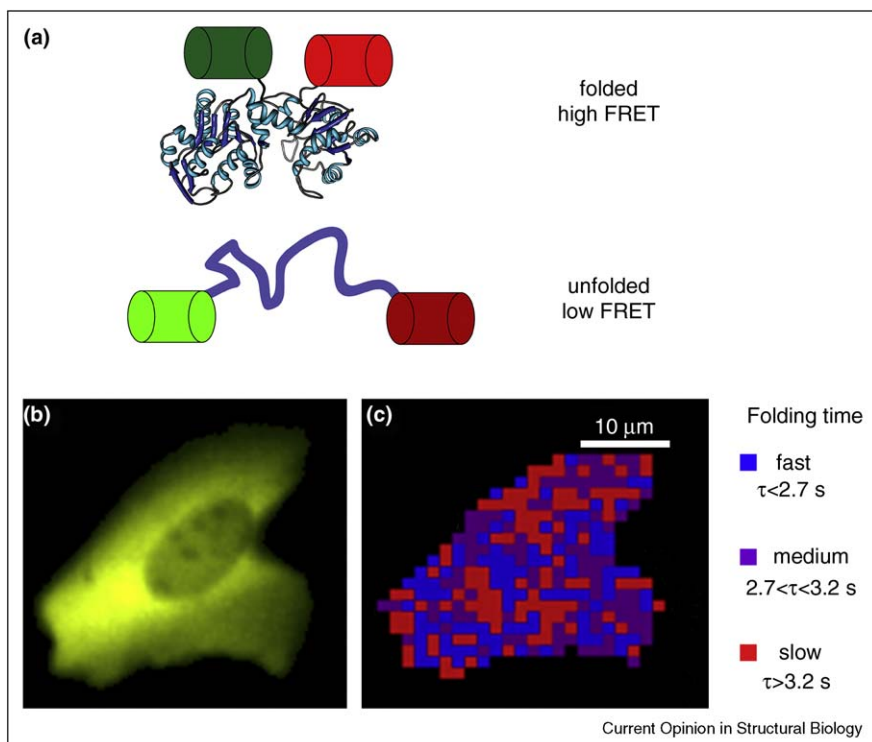 (a)
folded
high FRET
unfolded
low FRET
(b)
(c)
10 μm
Folding time
fast
τ<2.7 s
medium
2.7<τ<3.2 s
slow
τ>3.2 s
Current Opinion in Structural Biology